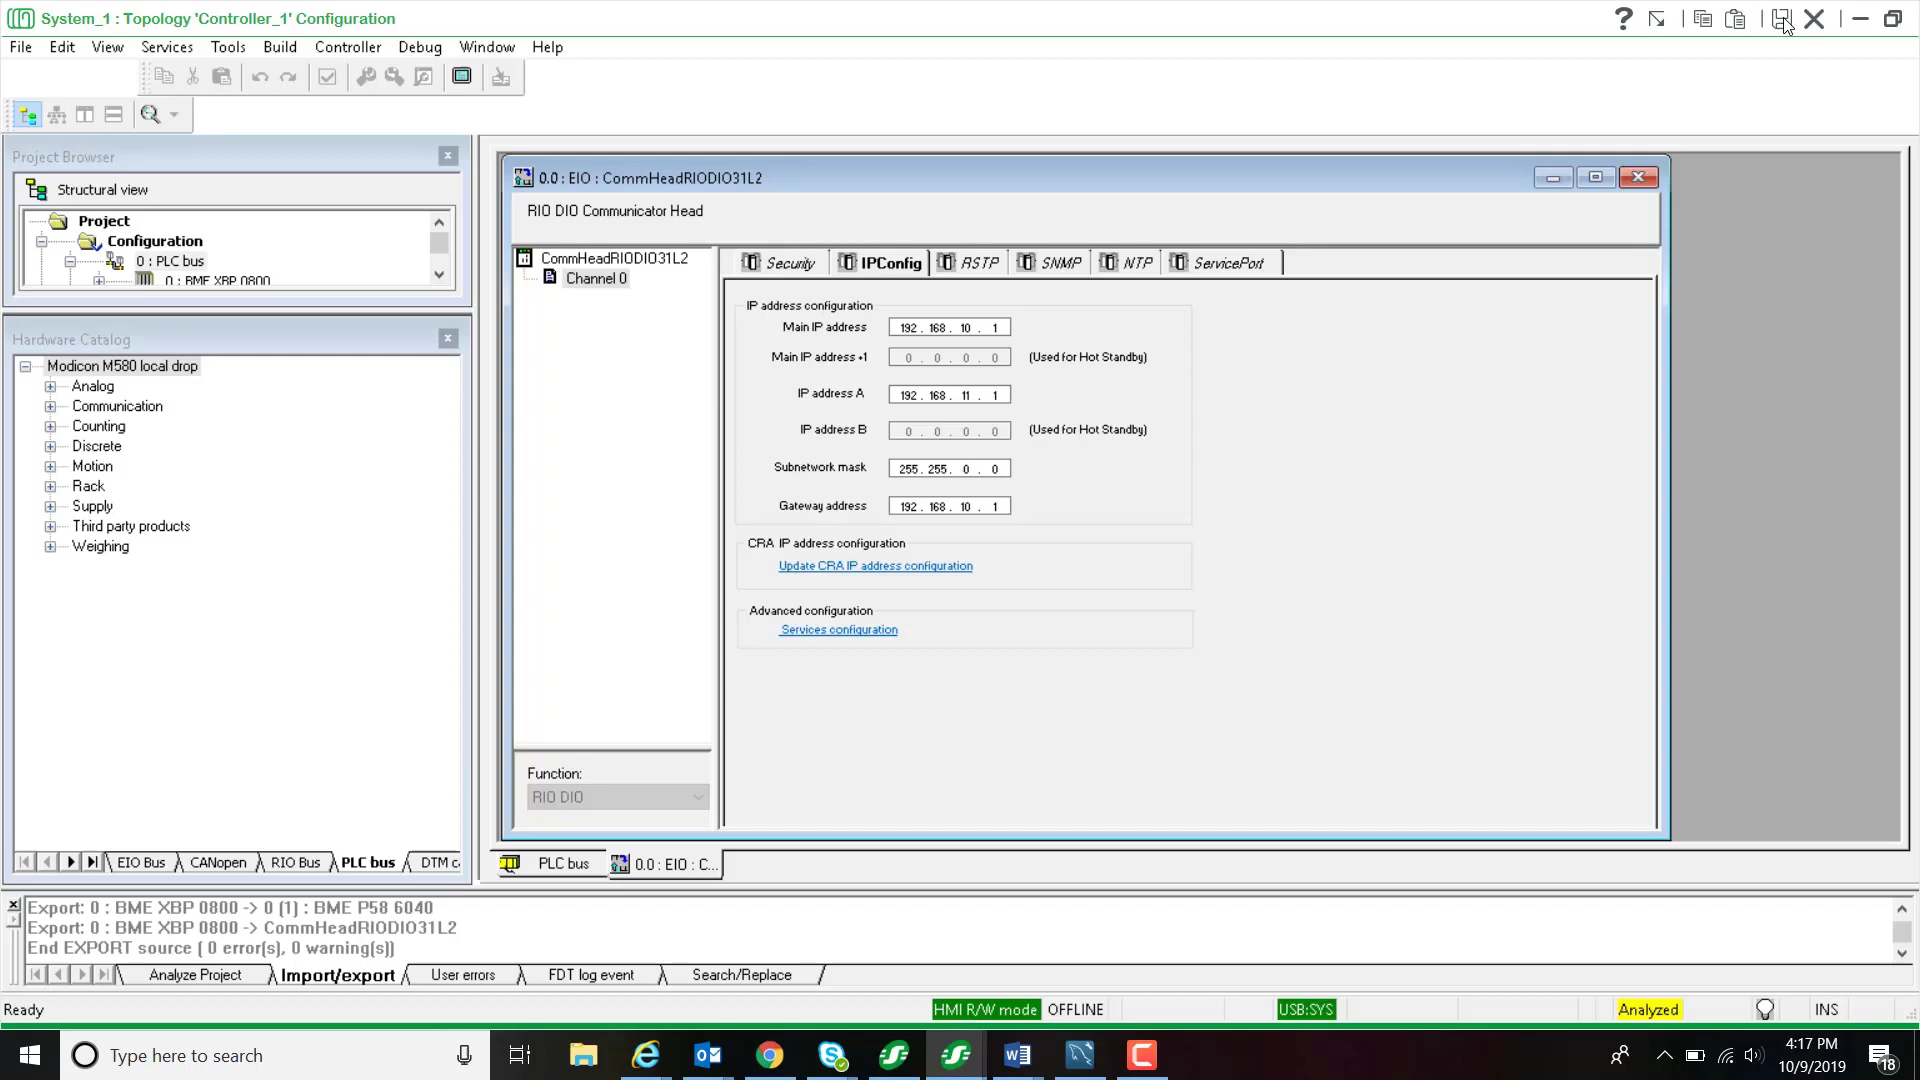 System_1 : Topology 'Controller_1' Configuration
File Edit View Services Tools Build Controller Debug Window Help
Project Browser
Structural view
Project
Configuration
0 : PLC bus
0 : BME XBP 0800
Hardware Catalog
Modicon M580 local drop
Analog
Communication
Counting
Discrete
Motion
Rack
Supply
Third party products
Weighing
EIO Bus CANopen RIO Bus PLC bus DTM c
0.0 : EIO : CommHeadRIODIO31L2
RIO DIO Communicator Head
CommHeadRIODIO31L2
Channel 0
Function:
RIO DIO
Security IPConfig RSTP SNMP NTP ServicePort
IP address configuration
Main IP address 192 . 168 . 10 . 1
Main IP address +1 0 . 0 . 0 . 0 (Used for Hot Standby)
IP address A 192 . 168 . 11 . 1
IP address B 0 . 0 . 0 . 0 (Used for Hot Standby)
Subnetwork mask 255 . 255 . 0 . 0
Gateway address 192 . 168 . 10 . 1
CRA IP address configuration
Update CRA IP address configuration
Advanced configuration
Services configuration
PLC bus 0.0 : EIO : C...
Export: 0 : BME XBP 0800 -> 0 (1) : BME P58 6040
Export: 0 : BME XBP 0800 -> CommHeadRIODIO31L2
End EXPORT source ( 0 error(s), 0 warning(s))
Analyze Project Import/export User errors FDT log event Search/Replace
Ready HMI R/W mode OFFLINE USB:SYS Analyzed INS
Type here to search
4:17 PM
10/9/2019
18